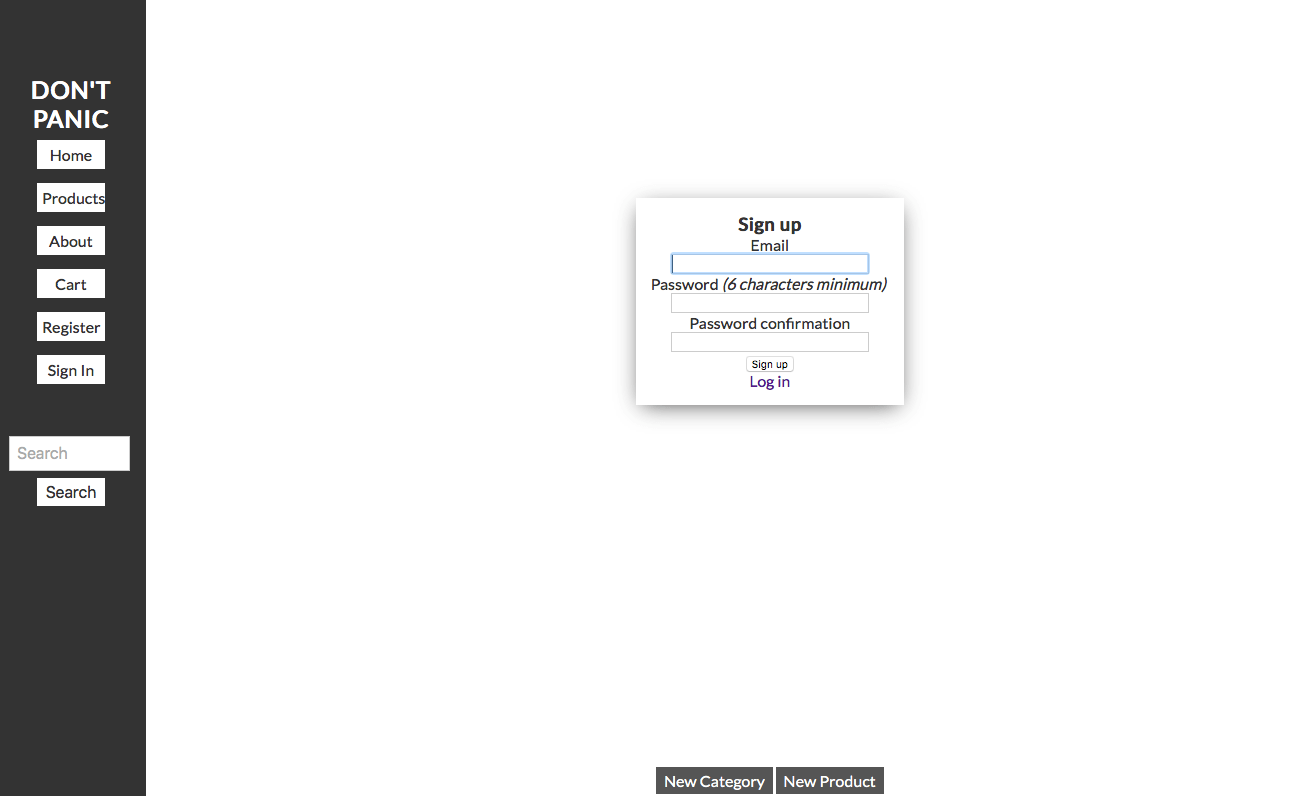 DON'T
PANIC
Home
Products
About
Cart
Register
Sign In
Search
Search
Sign up
Email
Password (6 characters minimum)
Password confirmation
Sign up
Log in
New Category New Product